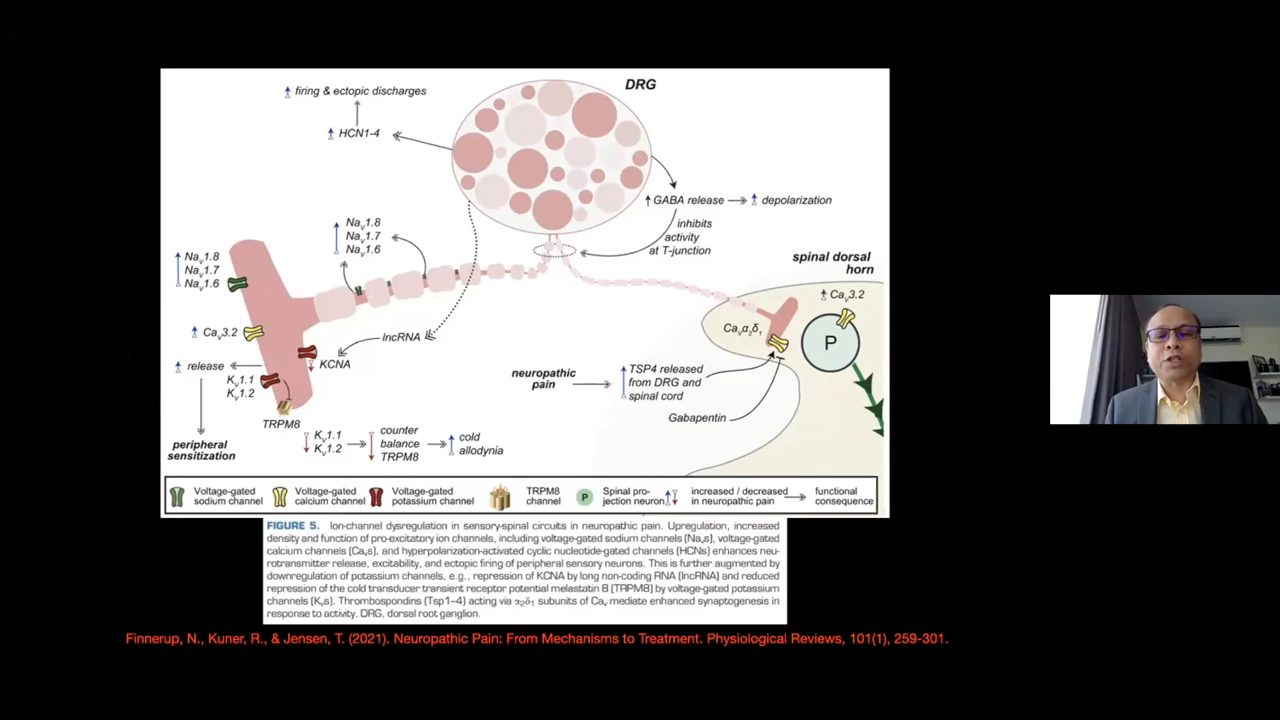 DRG
firing & ectopic discharges
HCN1-4
GABA release
depolarization
inhibits
activity
at T-junction
Nav1.8
Nav1.7
Nav1.6
Nav1.8
Nav1.7
Nav1.6
spinal dorsal
horn
Cav3.2
Cavα2δ1
P
Cav3.2
lncRNA
KCNA
release
Kv1.1
Kv1.2
TRPM8
neuropathic
pain
TSP4 released
from DRG and
spinal cord
Gabapentin
peripheral
sensitization
Kv1.1
Kv1.2
counter
balance
TRPM8
cold
allodynia
Voltage-gated
sodium channel
Voltage-gated
calcium channel
Voltage-gated
potassium channel
TRPM8
channel
P
Spinal pro-
jection neuron
increased / decreased
in neuropathic pain
functional
consequence
FIGURE 5. Ion-channel dysregulation in sensory-spinal circuits in neuropathic pain. Upregulation, increased
density and function of pro-excitatory ion channels, including voltage-gated sodium channels (Navs), voltage-gated
calcium channels (Cavs), and hyperpolarization-activated cyclic nucleotide-gated channels (HCNs) enhances neu-
rotransmitter release, excitability, and ectopic firing of peripheral sensory neurons. This is further augmented by
downregulation of potassium channels, e.g., repression of KCNA by long non-coding RNA (lncRNA) and reduced
repression of the cold transducer transient receptor potential melastatin 8 (TRPM8) by voltage-gated potassium
channels (Kvs). Thrombospondins (Tsp1–4) acting via α2δ1 subunits of Cav mediate enhanced synaptogenesis in
response to activity. DRG, dorsal root ganglion.
Finnerup, N., Kuner, R., & Jensen, T. (2021). Neuropathic Pain: From Mechanisms to Treatment. Physiological Reviews, 101(1), 259-301.